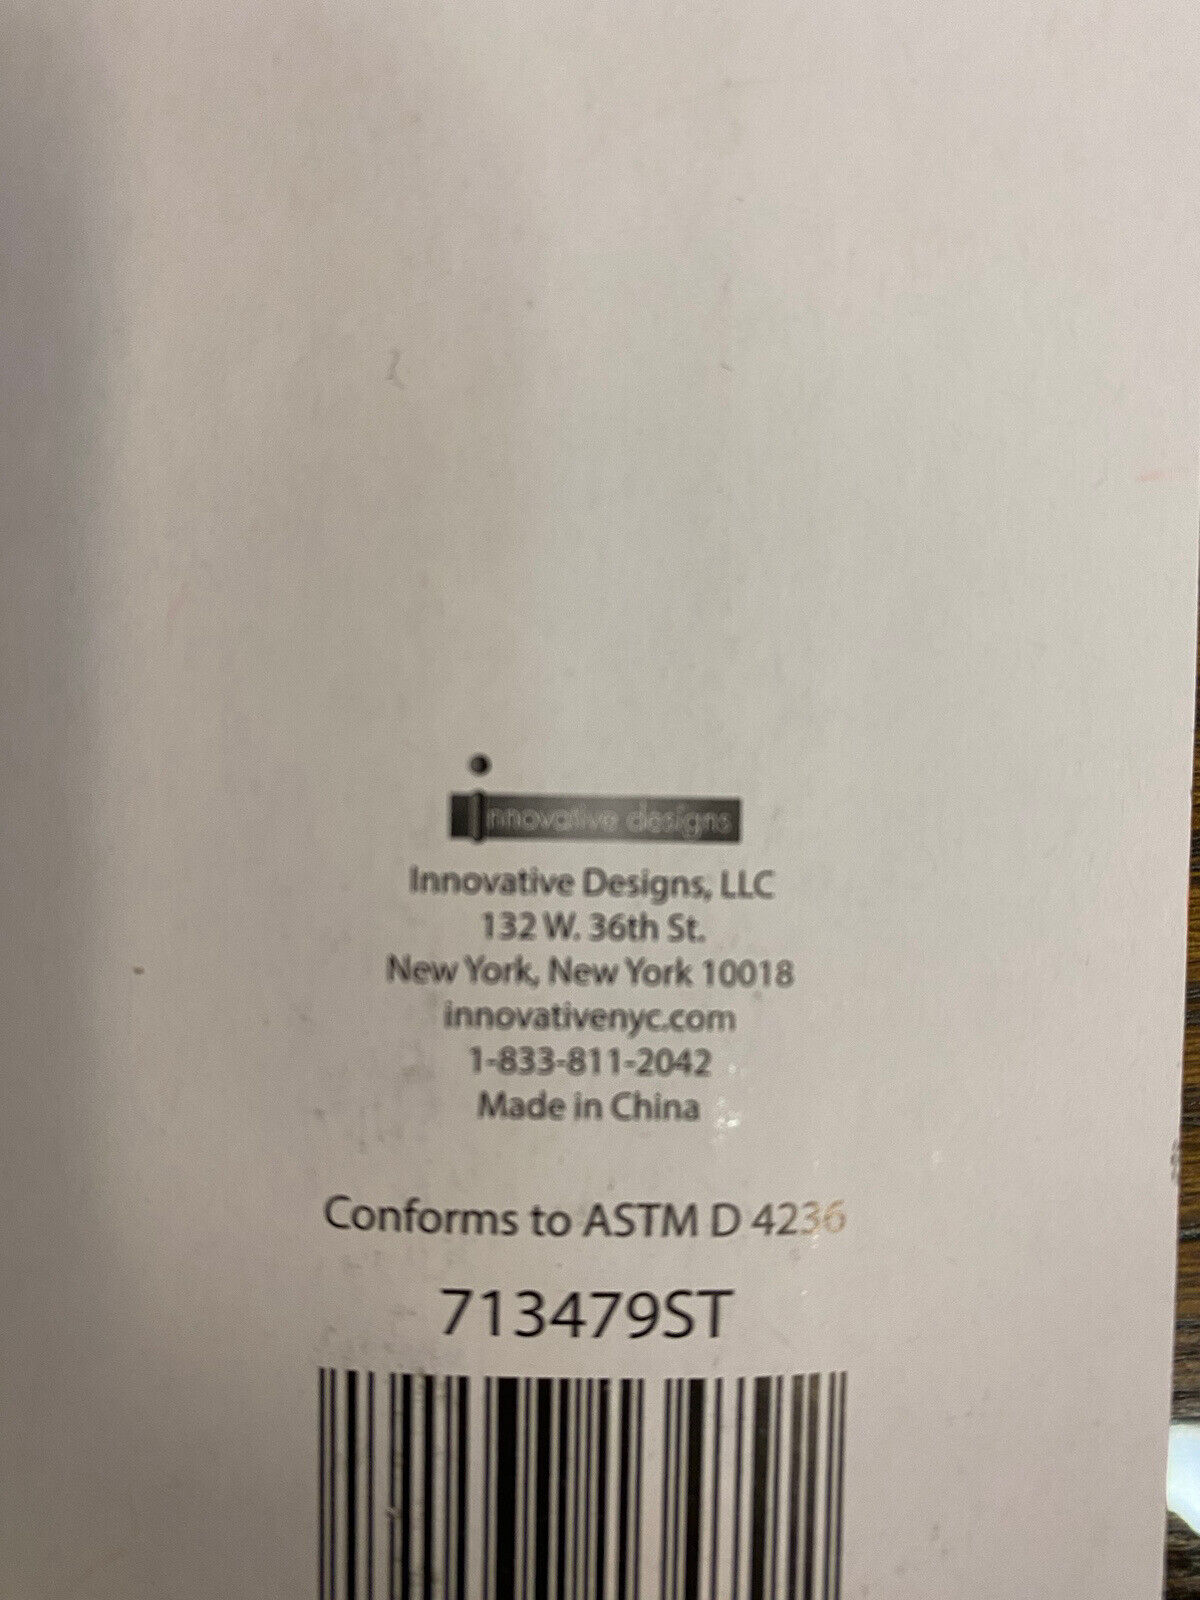 innovative designs
Innovative Designs, LLC
132 W. 36th St.
New York, New York 10018
innovativenyc.com
1-833-811-2042
Made in China
Conforms to ASTM D 4236
713479ST